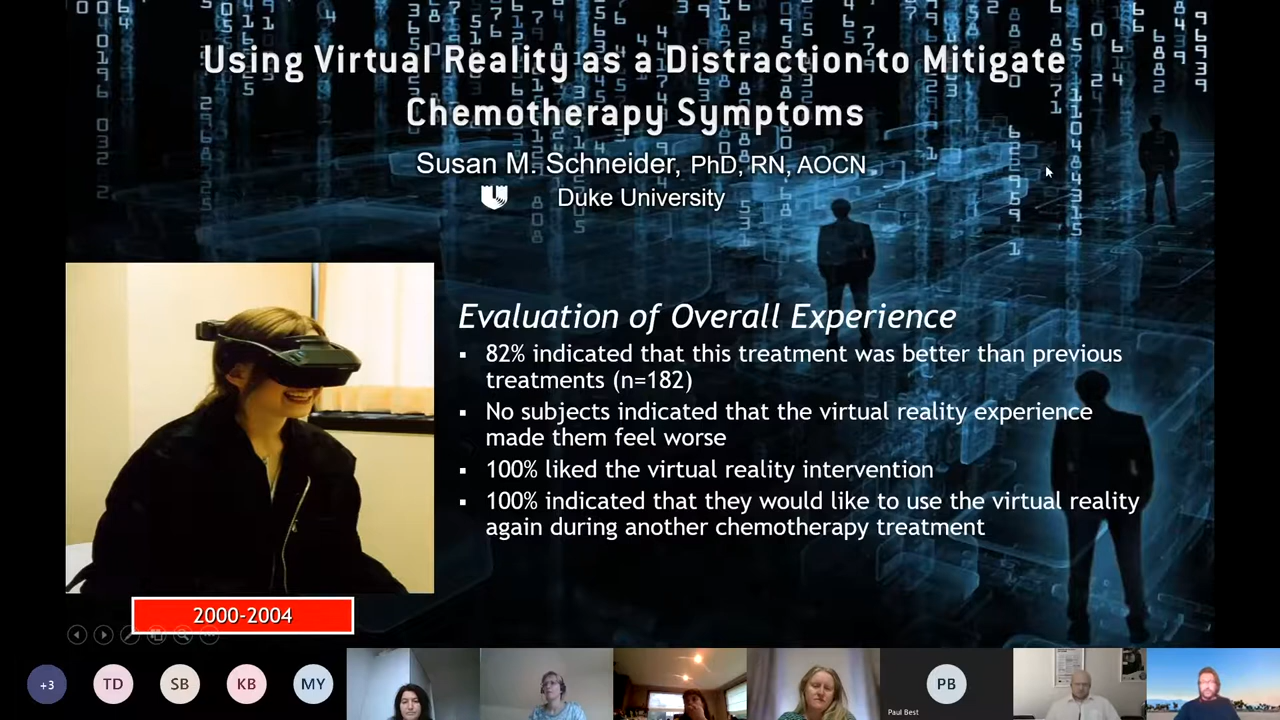 Using Virtual Reality as a Distraction to Mitigate
Chemotherapy Symptoms
Susan M. Schneider, PhD, RN, AOCN
Duke University
Evaluation of Overall Experience
▪ 82% indicated that this treatment was better than previous
treatments (n=182)
▪ No subjects indicated that the virtual reality experience
made them feel worse
▪ 100% liked the virtual reality intervention
▪ 100% indicated that they would like to use the virtual reality
again during another chemotherapy treatment
2000-2004
+3
TD
SB
KB
MY
PB
Paul Best